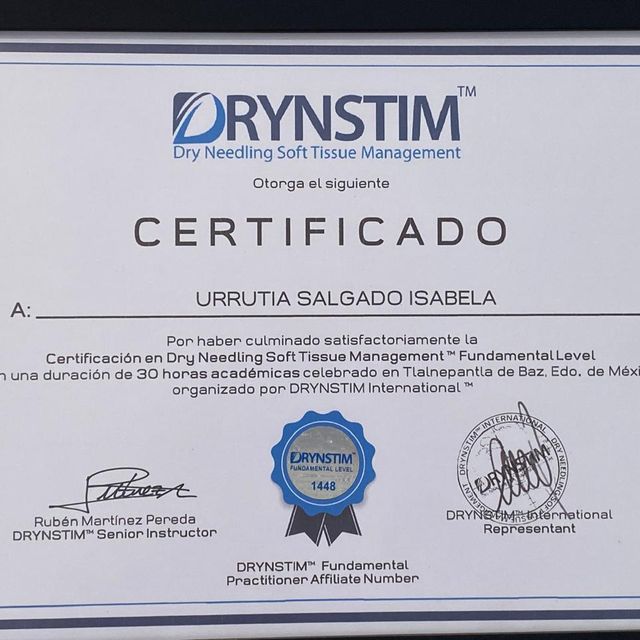 DRYNSTIM™
Dry Needling Soft Tissue Management
Otorga el siguiente
CERTIFICADO
A: URRUTIA SALGADO ISABELA
Por haber culminado satisfactoriamente la
Certificación en Dry Needling Soft Tissue Management™ Fundamental Level
n una duración de 30 horas académicas celebrado en Tlalnepantla de Baz, Edo. de Méxi
organizado por DRYNSTIM International™
DRYNSTIM™
FUNDAMENTAL LEVEL
1448
Rubén Martínez Pereda
DRYNSTIM™ Senior Instructor
DRYNSTIM™ INTERNATIONAL
DRYNSTIM
DRYNSTIM™ International
Representant
DRYNSTIM™ Fundamental
Practitioner Affiliate Number